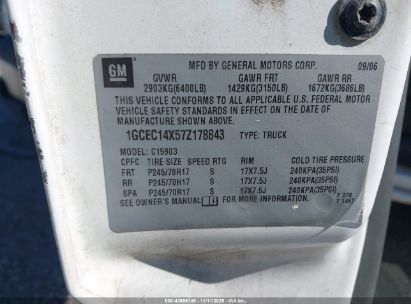 GM
MFD BY GENERAL MOTORS CORP. 09/06
GVWR GAWR FRT GAWR RR
2903KG(6400LB) 1429KG(3150LB) 1672KG(3686LB)
THIS VEHICLE CONFORMS TO ALL APPLICABLE U.S. FEDERAL MOTOR
VEHICLE SAFETY STANDARDS IN EFFECT ON THE DATE OF
MANUFACTURE SHOWN ABOVE.
1GCEC14X57Z178843 TYPE: TRUCK
MODEL: C15903
CPFC TIRE SIZE SPEED RTG RIM COLD TIRE PRESSURE
FRT P245/70R17 S 17X7.5J 240KPA(35PSI)
RR P245/70R17 S 17X7.5J 240KPA(35PSI)
SPA P245/70R17 S 17X7.5J 240KPA(35PSI)
SEE OWNER'S MANUAL